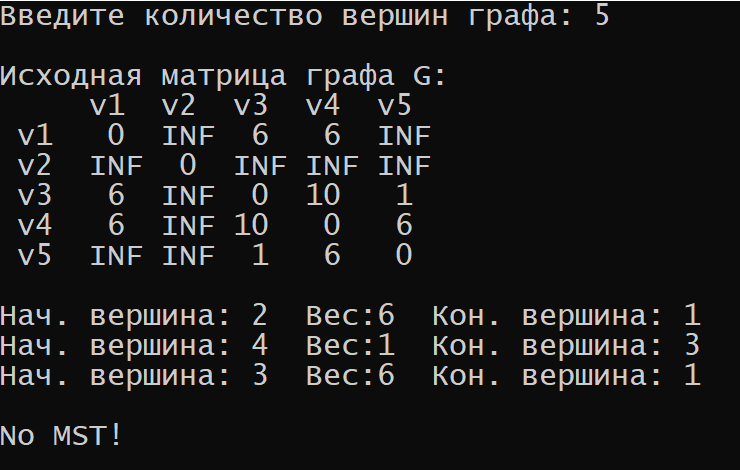 Введите количество вершин графа: 5
Исходная матрица графа G:
v1 v2 v3 v4 v5
v1 0 INF 6 6 INF
v2 INF 0 INF INF INF
v3 6 INF 0 10 1
v4 6 INF 10 0 6
v5 INF INF 1 6 0
Нач. вершина: 2 Вес:6 Кон. вершина: 1
Нач. вершина: 4 Вес:1 Кон. вершина: 3
Нач. вершина: 3 Вес:6 Кон. вершина: 1
No MST!